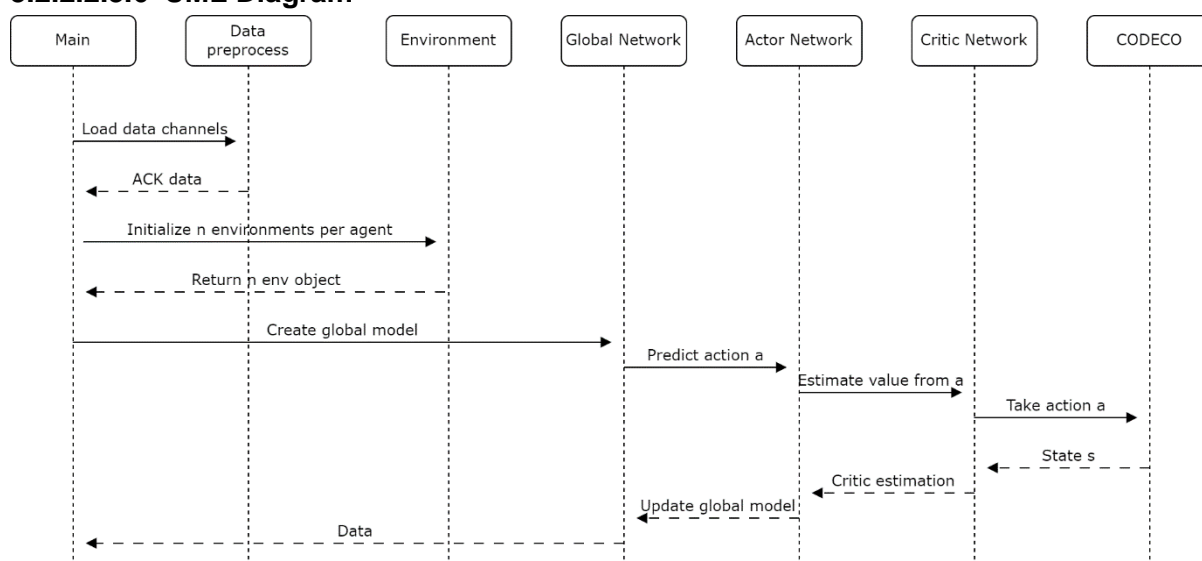 UML Diagram
Main
Data
preprocess
Environment
Global Network
Actor Network
Critic Network
CODECO
Load data channels
ACK data
Initialize n environments per agent
Return n env object
Create global model
Predict action a
Estimate value from a
Take action a
State s
Critic estimation
Update global model
Data